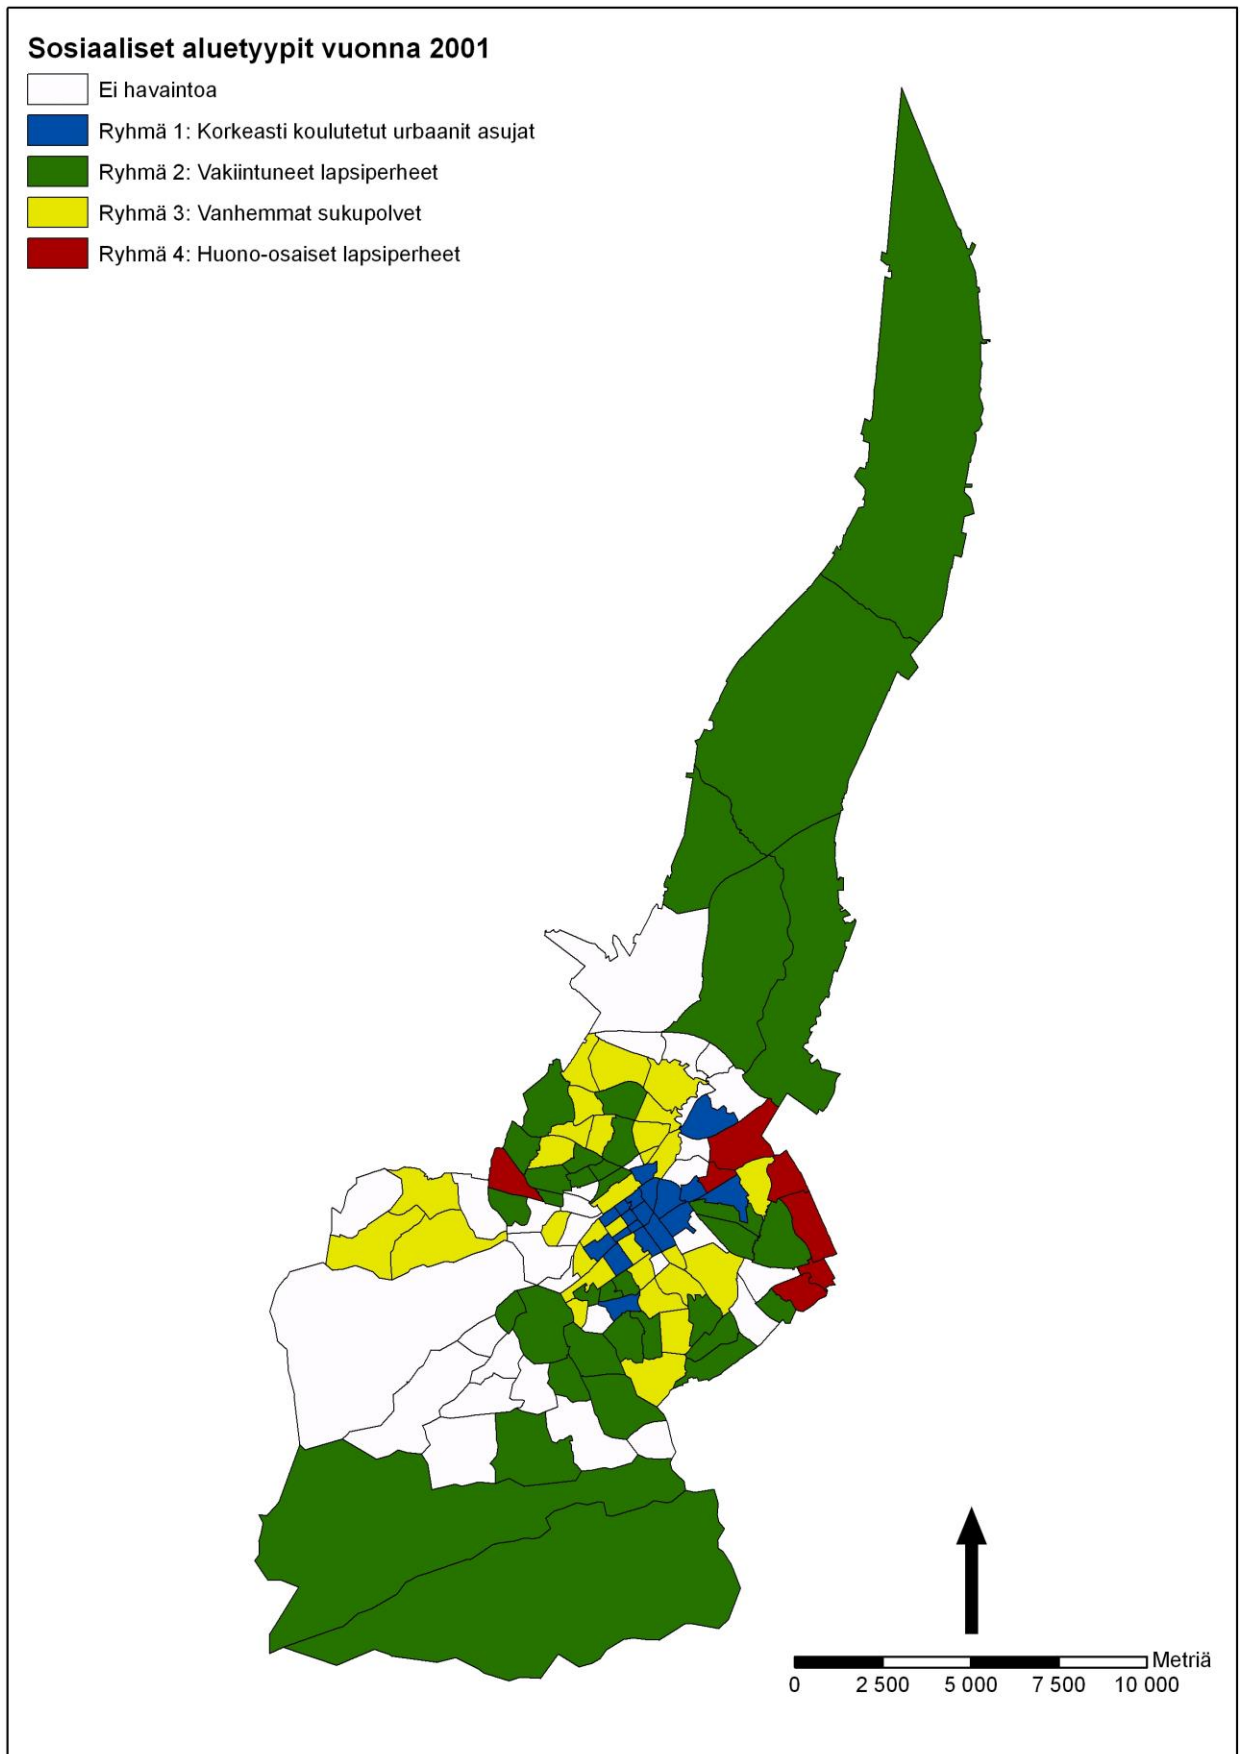 Sosiaaliset aluetyypit vuonna 2001
Ei havaintoa
Ryhmä 1: Korkeasti koulutetut urbaanit asujat
Ryhmä 2: Vakiintuneet lapsiperheet
Ryhmä 3: Vanhemmat sukupolvet
Ryhmä 4: Huono-osaiset lapsiperheet
Metriä
0 2 500 5 000 7 500 10 000